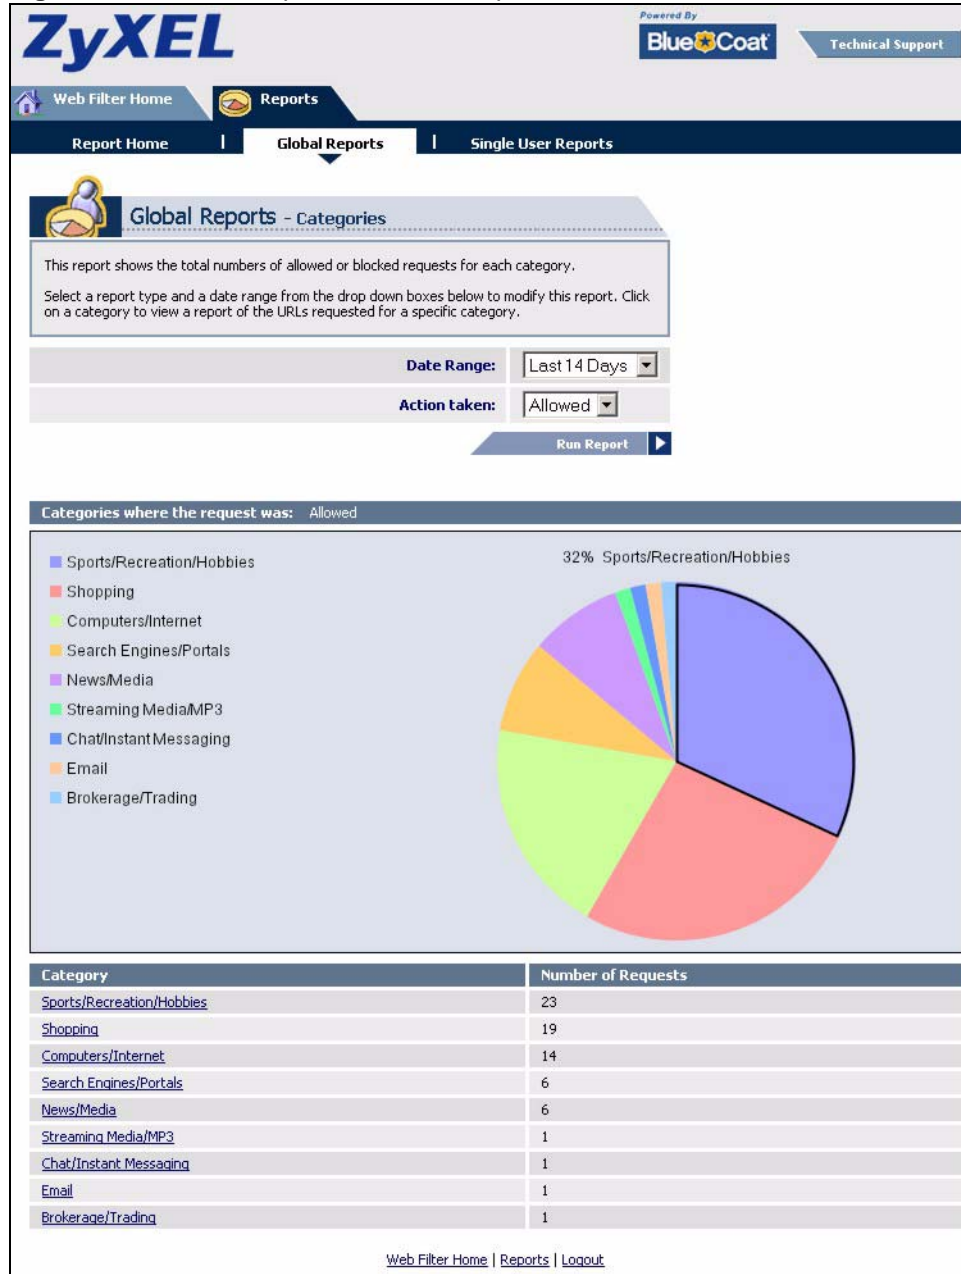 ZyXEL
Powered By
Blue Coat
Technical Support
Web Filter Home
Reports
Report Home | Global Reports | Single User Reports
Global Reports - Categories
This report shows the total numbers of allowed or blocked requests for each category.
Select a report type and a date range from the drop down boxes below to modify this report. Click
on a category to view a report of the URLs requested for a specific category.
Date Range: Last 14 Days
Action taken: Allowed
Run Report
Categories where the request was: Allowed
Sports/Recreation/Hobbies
Shopping
Computers/Internet
Search Engines/Portals
News/Media
Streaming Media/MP3
Chat/Instant Messaging
Email
Brokerage/Trading
32% Sports/Recreation/Hobbies
Category Number of Requests
Sports/Recreation/Hobbies 23
Shopping 19
Computers/Internet 14
Search Engines/Portals 6
News/Media 6
Streaming Media/MP3 1
Chat/Instant Messaging 1
Email 1
Brokerage/Trading 1
Web Filter Home | Reports | Logout